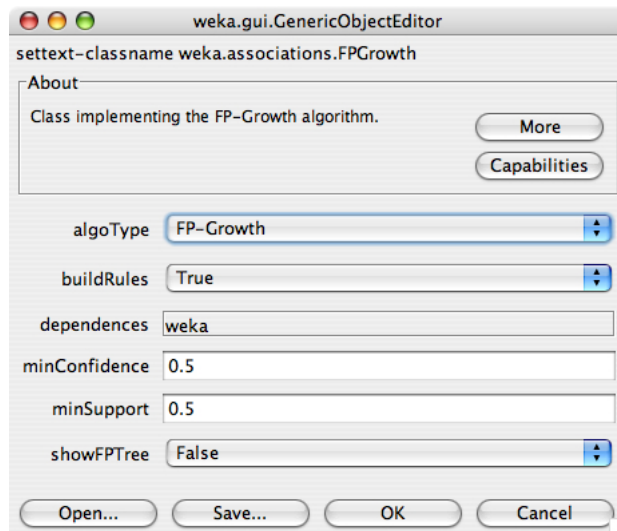 weka.gui.GenericObjectEditor
settext-classname weka.associations.FPGrowth
About
Class implementing the FP-Growth algorithm.
More
Capabilities
algoType FP-Growth
buildRules True
dependences weka
minConfidence 0.5
minSupport 0.5
showFPTree False
Open... Save... OK Cancel